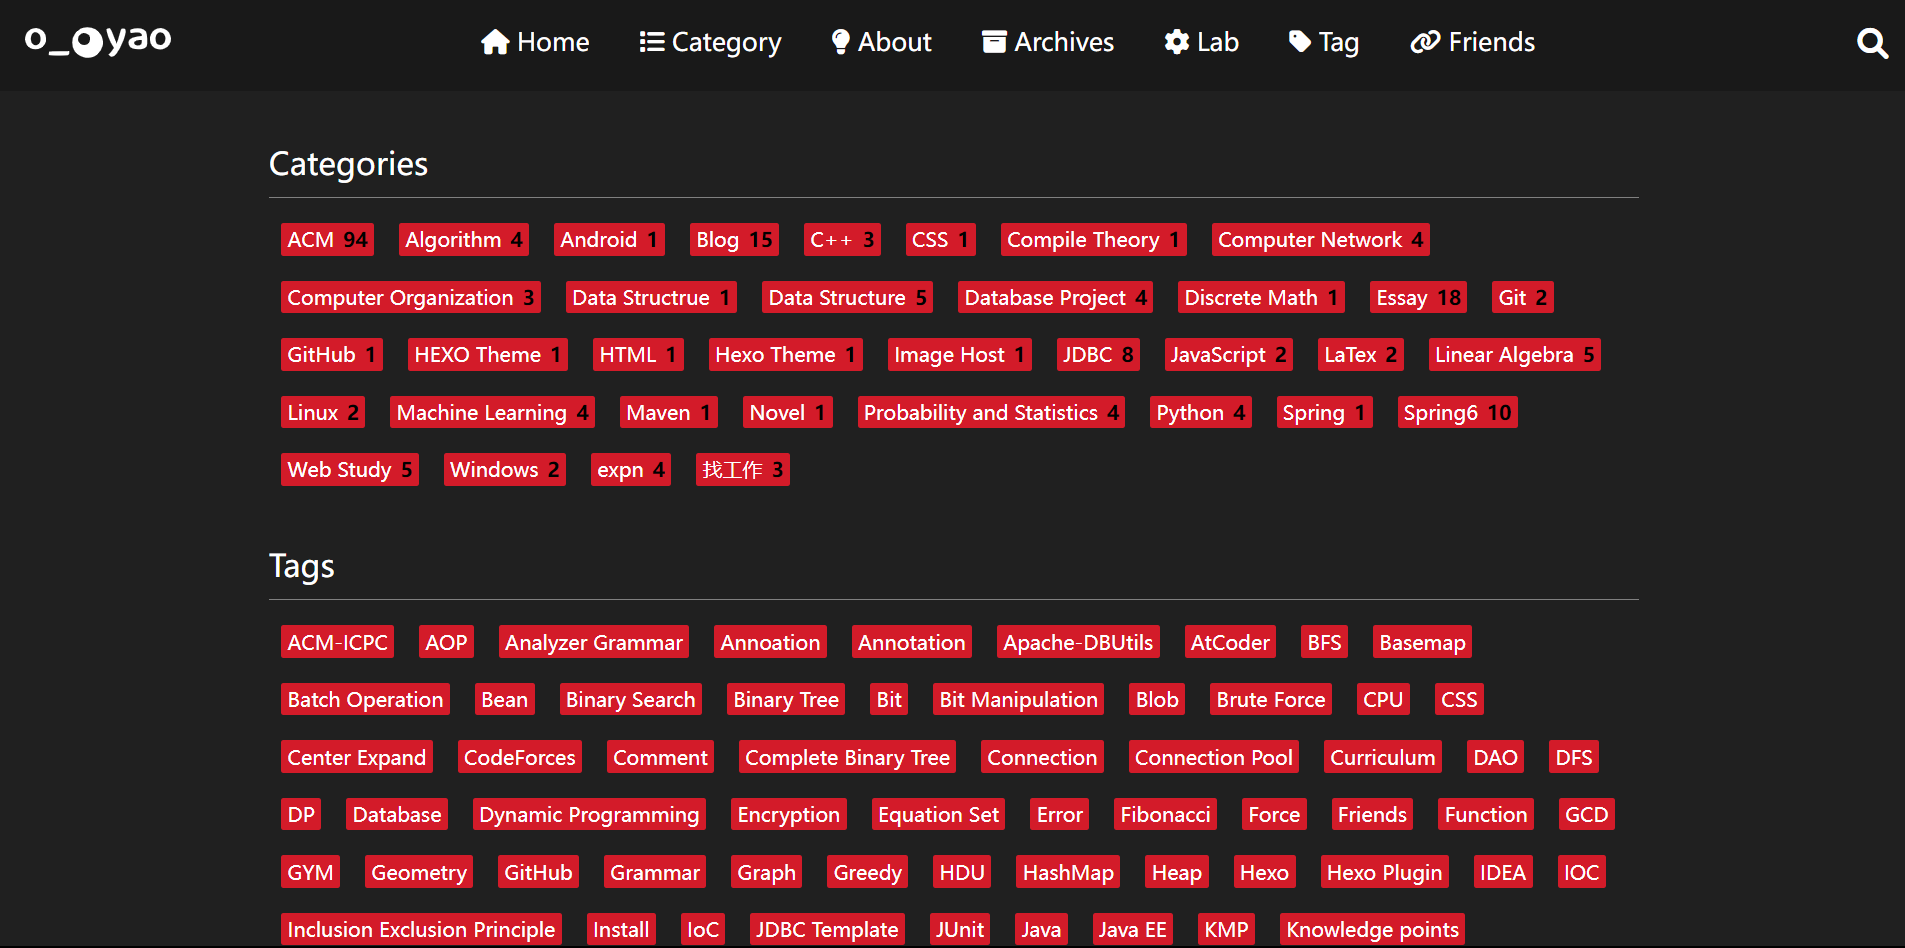 o_oyao Home Category About Archives Lab Tag Friends
Categories
ACM 94 Algorithm 4 Android 1 Blog 15 C++ 3 CSS 1 Compile Theory 1 Computer Network 4
Computer Organization 3 Data Structrue 1 Data Structure 5 Database Project 4 Discrete Math 1 Essay 18 Git 2
GitHub 1 HEXO Theme 1 HTML 1 Hexo Theme 1 Image Host 1 JDBC 8 JavaScript 2 LaTex 2 Linear Algebra 5
Linux 2 Machine Learning 4 Maven 1 Novel 1 Probability and Statistics 4 Python 4 Spring 1 Spring6 10
Web Study 5 Windows 2 expn 4 找工作 3
Tags
ACM-ICPC AOP Analyzer Grammar Annoation Annotation Apache-DBUtils AtCoder BFS Basemap
Batch Operation Bean Binary Search Binary Tree Bit Bit Manipulation Blob Brute Force CPU CSS
Center Expand CodeForces Comment Complete Binary Tree Connection Connection Pool Curriculum DAO DFS
DP Database Dynamic Programming Encryption Equation Set Error Fibonacci Force Friends Function GCD
GYM Geometry GitHub Grammar Graph Greedy HDU HashMap Heap Hexo Hexo Plugin IDEA IOC
Inclusion Exclusion Principle Install IoC JDBC Template JUnit Java Java EE KMP Knowledge points